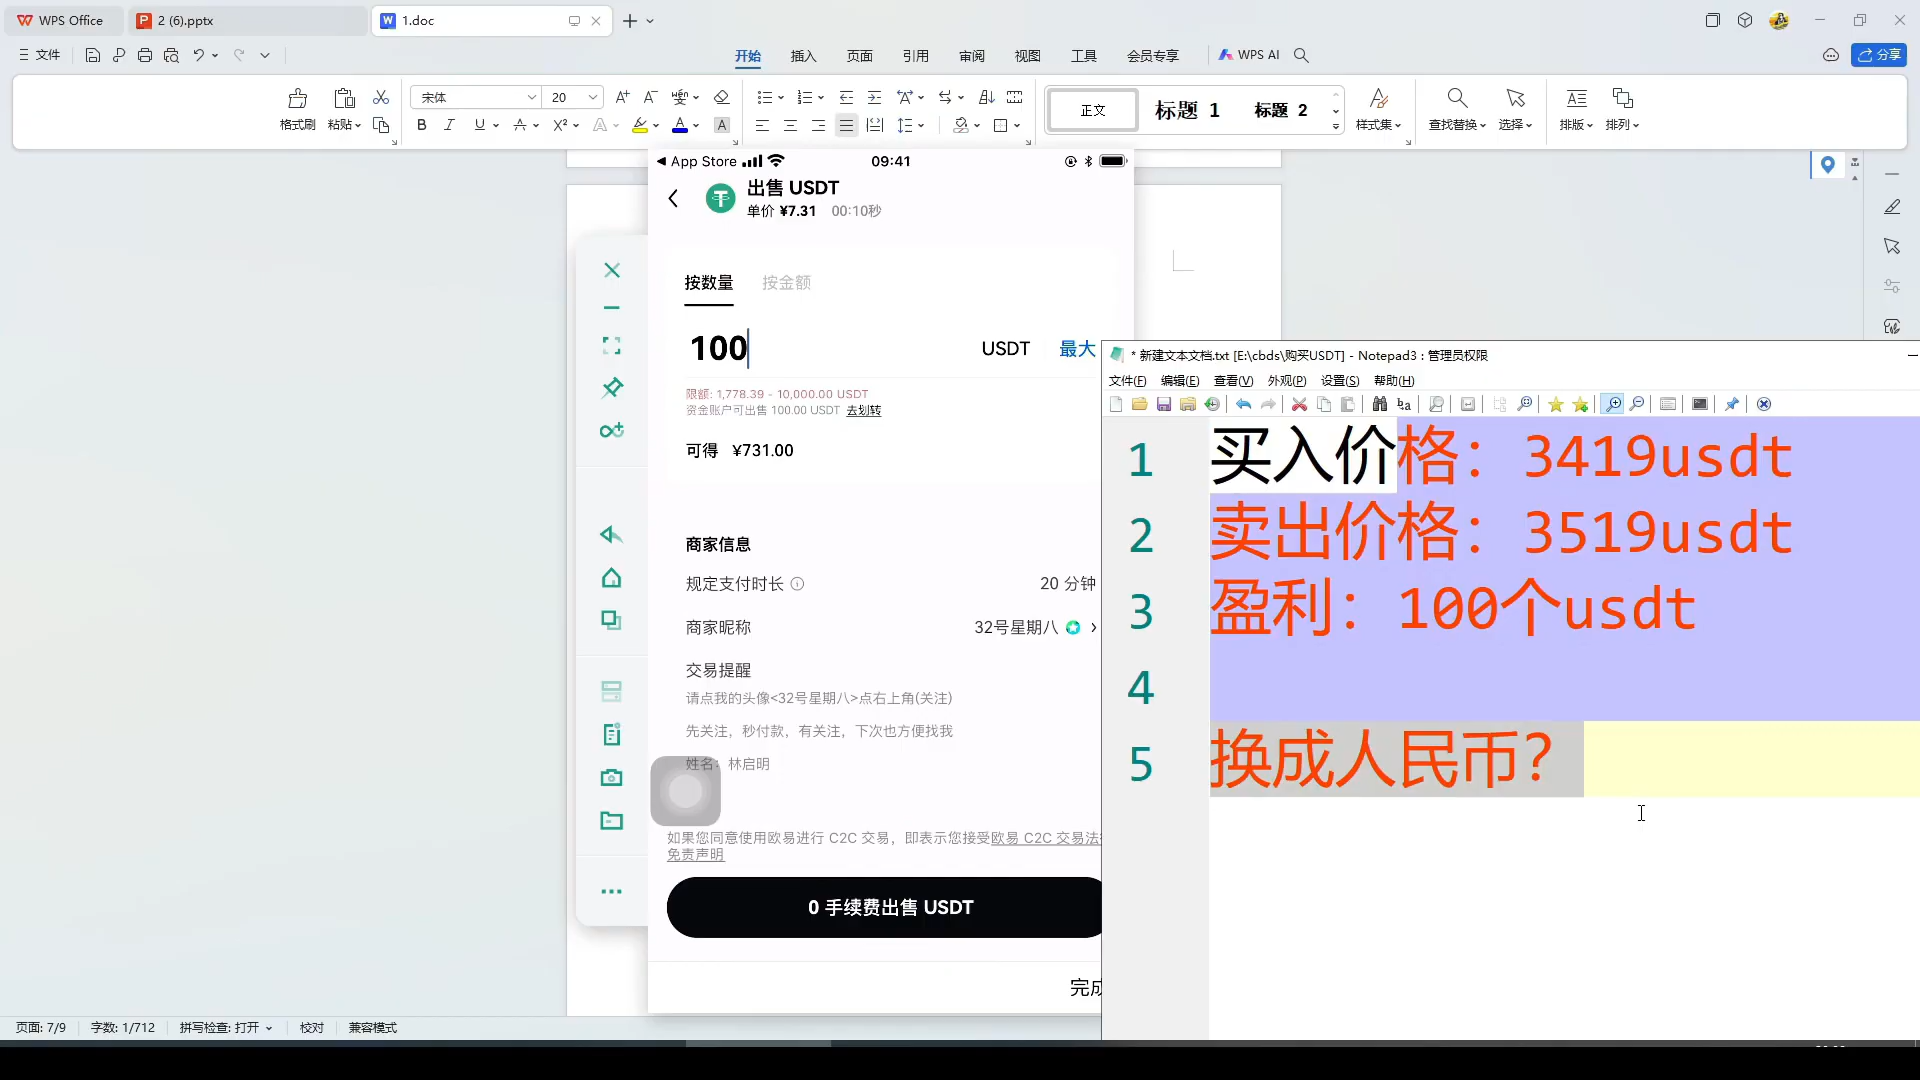 WPS Office
2 (6).pptx
1.doc
文件
开始
插入
页面
引用
审阅
视图
工具
会员专享
WPS AI
分享
格式刷
粘贴
宋体
20
正文
标题 1
标题 2
样式集
查找替换
选择
排版
排列
App Store
09:41
出售 USDT
单价 ¥7.31 00:10秒
按数量
按金额
100
USDT
最大
限额: 1,778.39 - 10,000.00 USDT
资金账户可出售 100.00 USDT 去划转
可得 ¥731.00
商家信息
规定支付时长
20 分钟
商家昵称
32号星期八
交易提醒
请点我的头像<32号星期八>点右上角(关注)
先关注，秒付款，有关注，下次也方便找我
姓名：林启明
如果您同意使用欧易进行 C2C 交易，即表示您接受欧易 C2C 交易法
免责声明
0 手续费出售 USDT
完成
* 新建文本文档.txt [E:\cbds\购买USDT] - Notepad3 : 管理员权限
文件(F)
编辑(E)
查看(V)
外观(P)
设置(S)
帮助(H)
1 买入价格：3419usdt
2 卖出价格：3519usdt
3 盈利：100个usdt
4
5 换成人民币？
页面: 7/9
字数: 1/712
拼写检查: 打开
校对
兼容模式